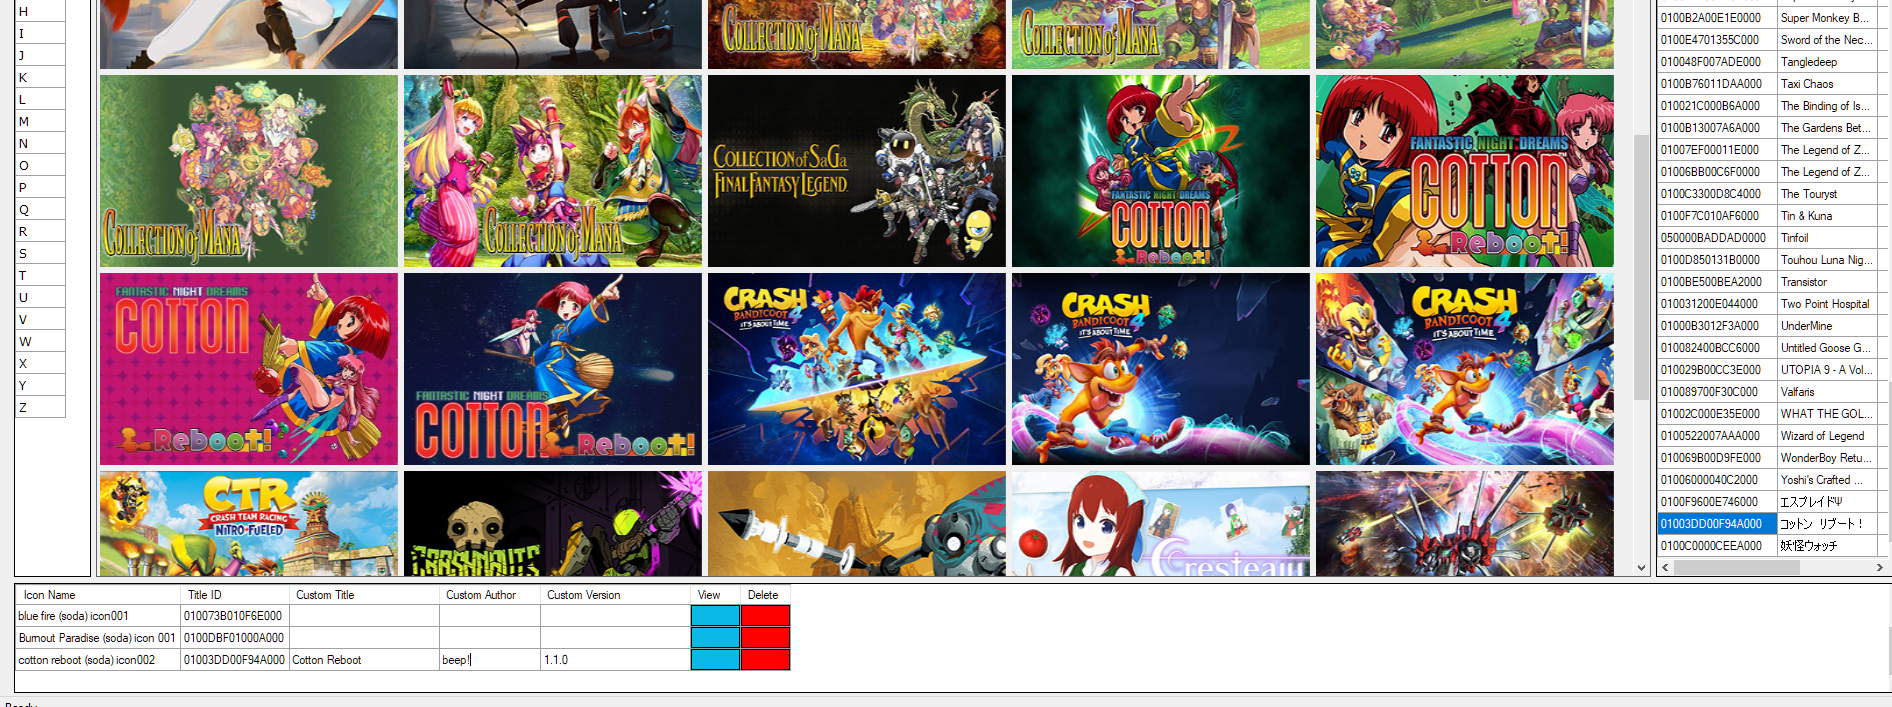 H
I
J
K
L
M
N
O
P
Q
R
S
T
U
V
W
X
Y
Z
COLLECTION of MANA
COLLECTION of MANA
COLLECTION of MANA
COLLECTION of MANA
COLLECTION of SaGa
FINAL FANTASY LEGEND
FANTASTIC NIGHT DREAMS
COTTON
Reboot!
FANTASTIC NIGHT DREAMS
COTTON
Reboot!
FANTASTIC NIGHT DREAMS
COTTON
Reboot!
FANTASTIC NIGHT DREAMS
COTTON
Reboot!
CRASH
BANDICOOT 4
IT'S ABOUT TIME
CRASH
BANDICOOT 4
IT'S ABOUT TIME
CRASH
BANDICOOT 4
IT'S ABOUT TIME
CTR
CRASH TEAM RACING
NITRO-FUELED
CRASHNAUTS
Cresteaju
0100B2A00E1E0000 Super Monkey B...
0100E4701355C000 Sword of the Nec...
010048F007ADE000 Tangledeep
0100B76011DAA000 Taxi Chaos
010021C000B6A000 The Binding of Is...
0100B13007A6A000 The Gardens Bet...
01007EF00011E000 The Legend of Z...
01006BB00C6F0000 The Legend of Z...
0100C3300D8C4000 The Touryst
0100F7C010AF6000 Tin & Kuna
050000BADDAD0000 Tinfoil
0100D850131B0000 Touhou Luna Nig...
0100BE500BEA2000 Transistor
010031200E044000 Two Point Hospital
01000B3012F3A000 UnderMine
010082400BCC6000 Untitled Goose G...
010029B00CC3E000 UTOPIA 9 - A Vol...
010089700F30C000 Valfaris
01002C000E35E000 WHAT THE GOL...
0100522007AAA000 Wizard of Legend
010069B00D9FE000 WonderBoy Retu...
01006000040C2000 Yoshi's Crafted ...
0100F9600E746000 エスプレイドΨ
01003DD00F94A000 コットン リブート！
0100C0000CEEA000 妖怪ウォッチ
Icon Name Title ID Custom Title Custom Author Custom Version View Delete
blue fire (soda) icon001 010073B010F6E000
Burnout Paradise (soda) icon 001 0100DBF01000A000
cotton reboot (soda) icon002 01003DD00F94A000 Cotton Reboot beep! 1.1.0
Ready